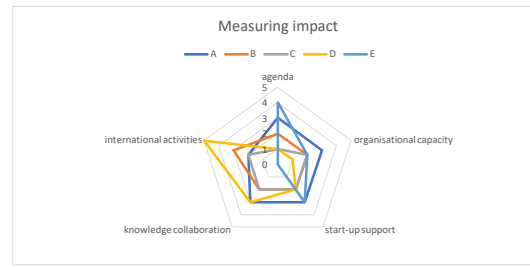 Measuring impact
A B C D E
agenda
5
4
3
2
1
0
international activities
organisational capacity
knowledge collaboration
start-up support